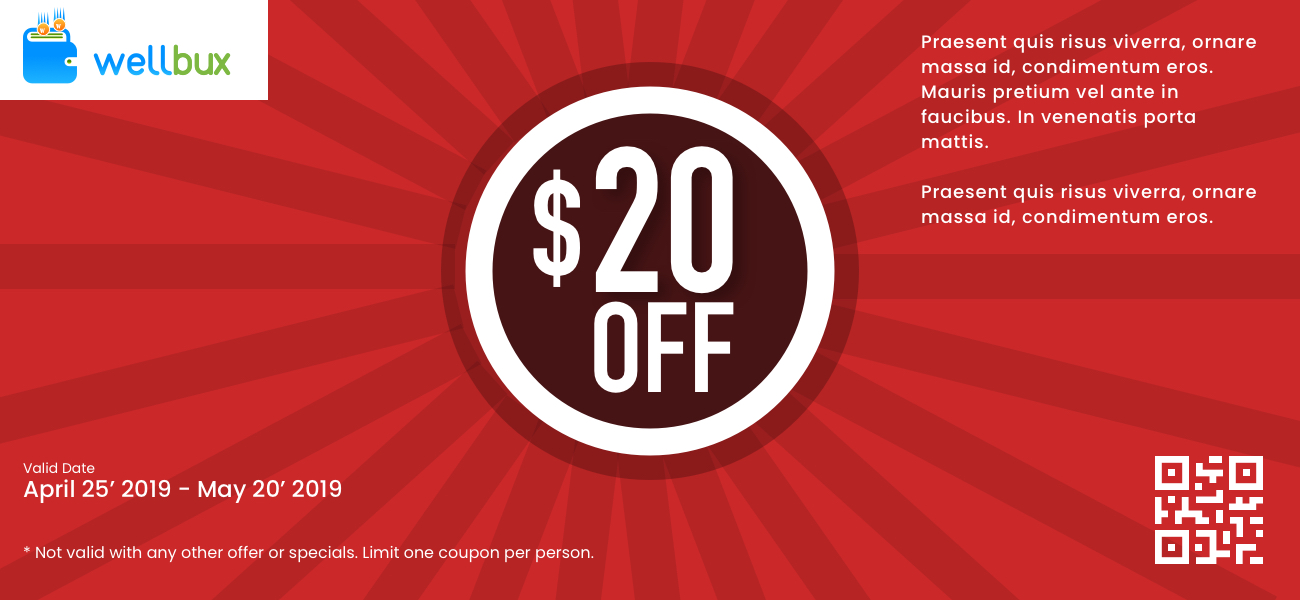 wellbux
Praesent quis risus viverra, ornare
massa id, condimentum eros.
Mauris pretium vel ante in
faucibus. In venenatis porta
mattis.
Praesent quis risus viverra, ornare
massa id, condimentum eros.
$20
OFF
Valid Date
April 25’ 2019 - May 20’ 2019
* Not valid with any other offer or specials. Limit one coupon per person.